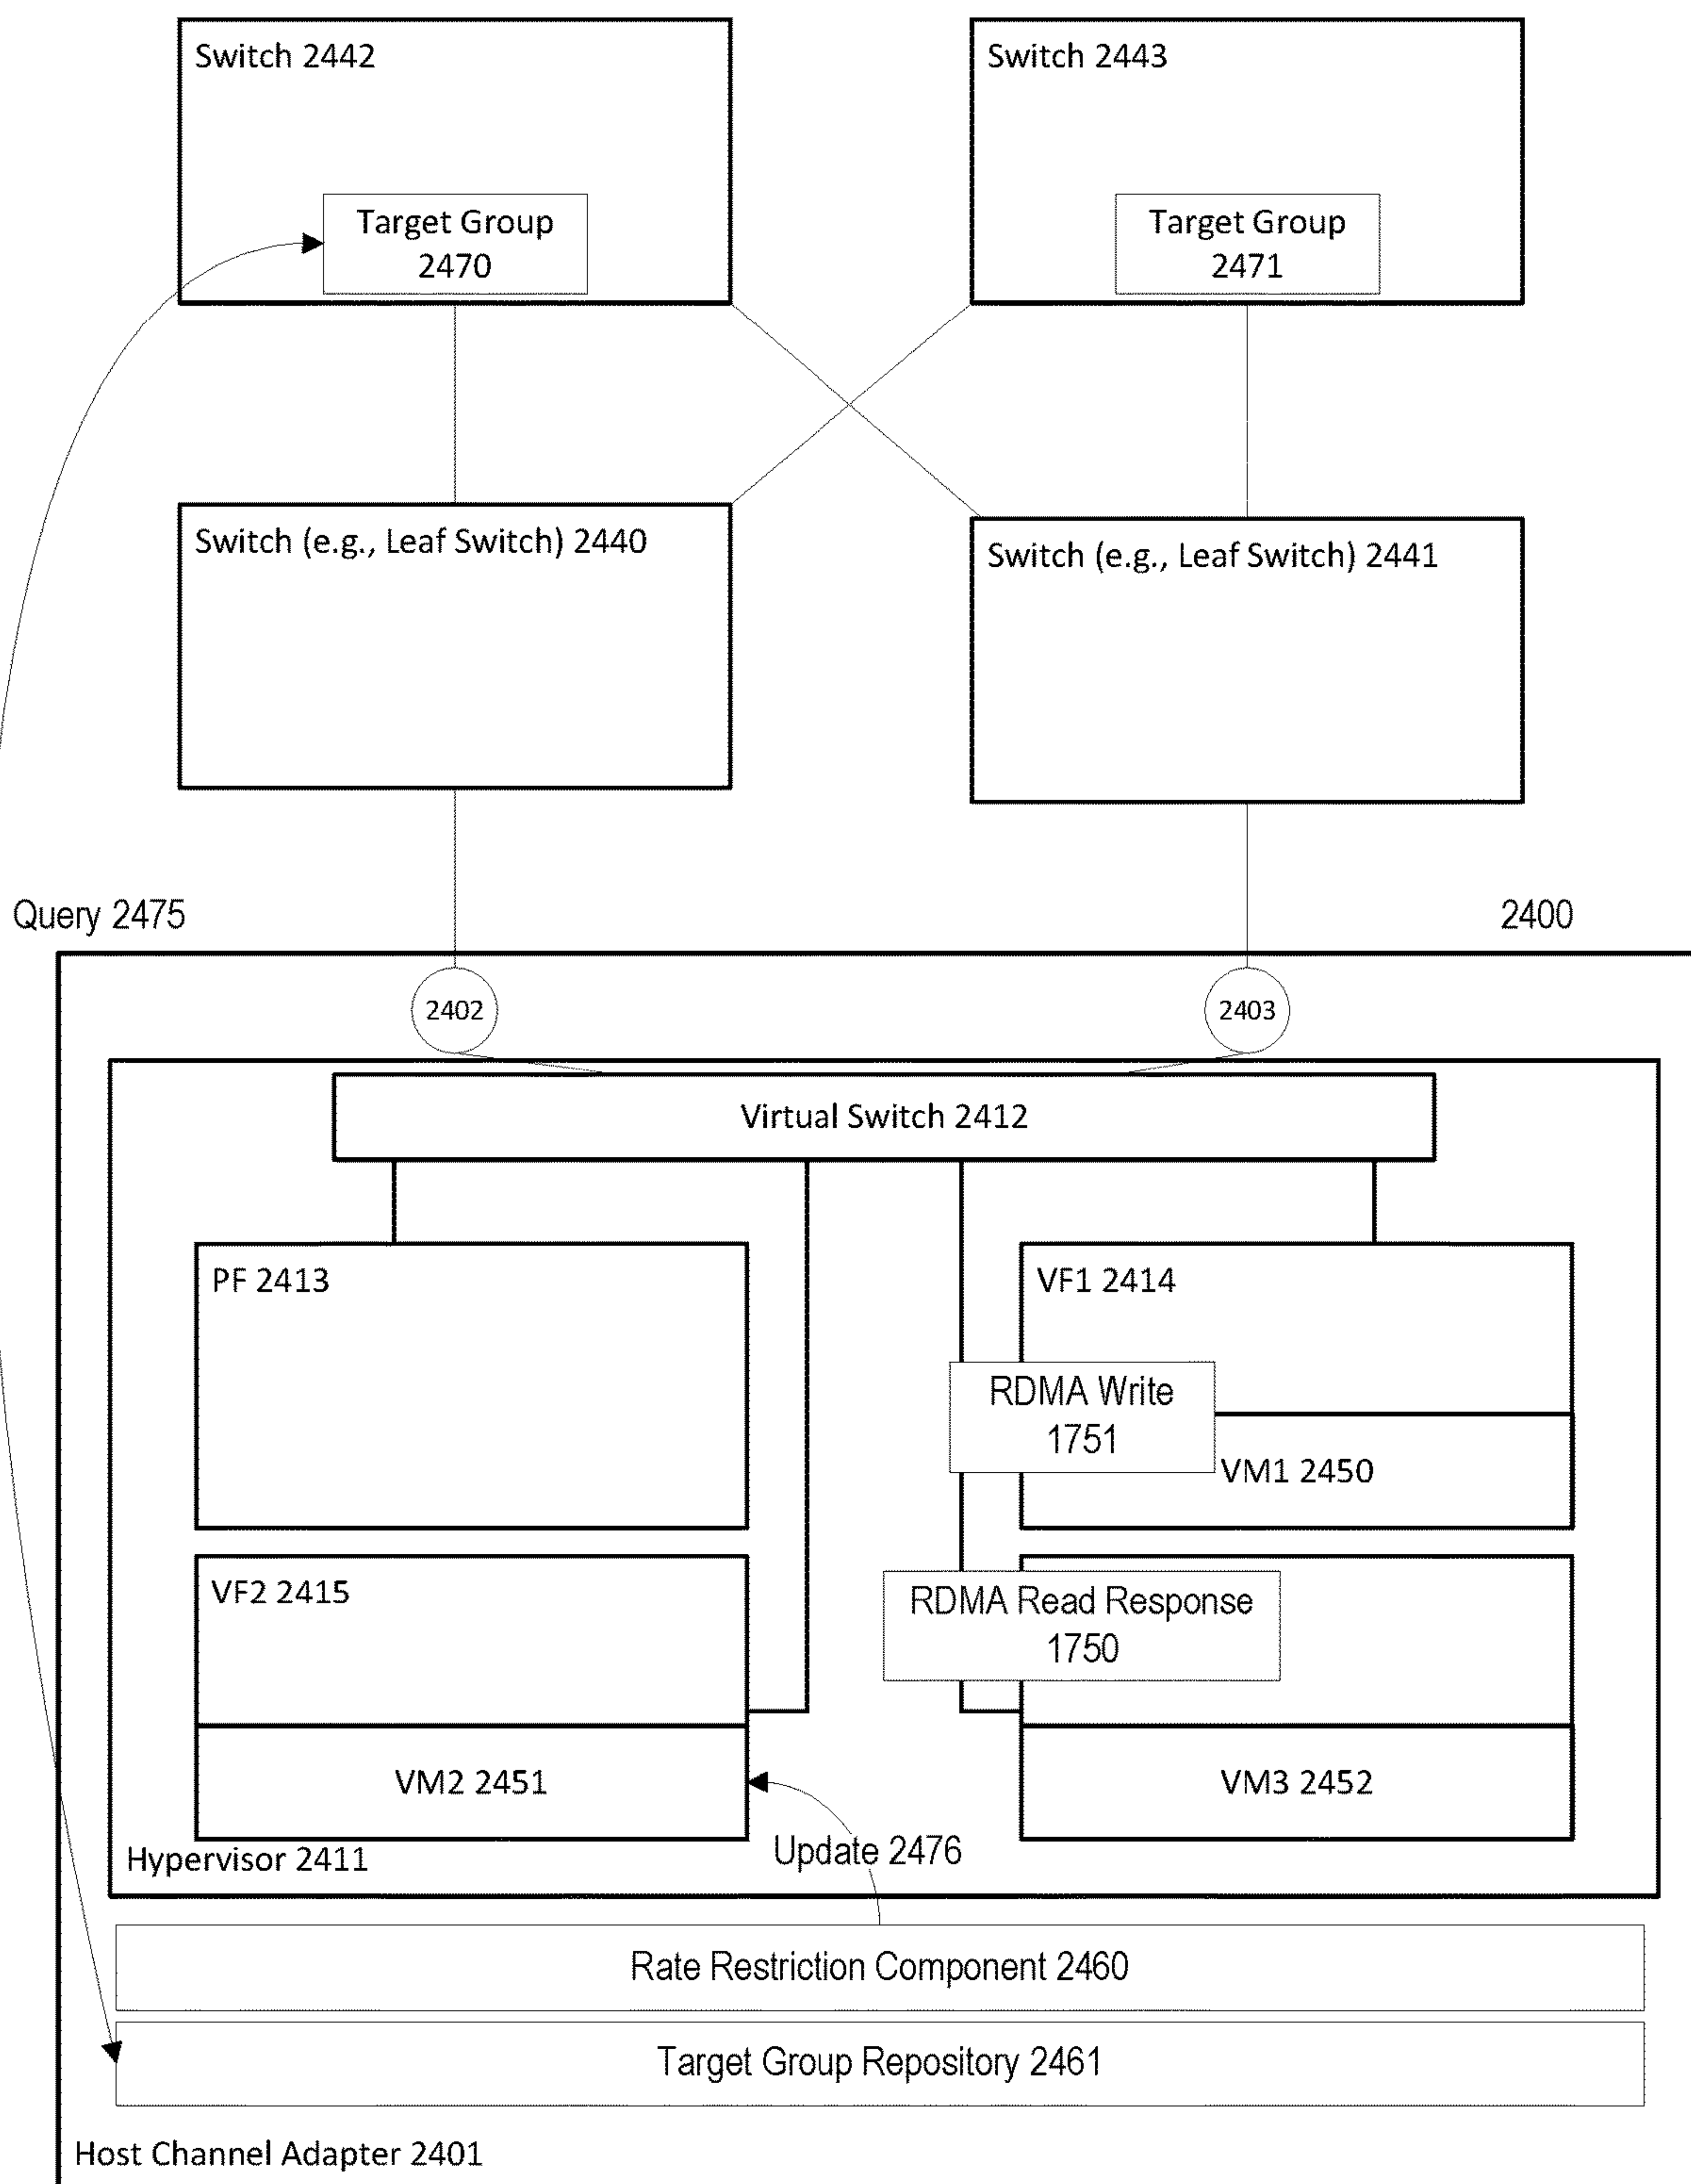 Switch 2442
Switch 2443
Target Group
2470
Target Group
2471
Switch (e.g., Leaf Switch) 2440
Switch (e.g., Leaf Switch) 2441
Query 2475
2400
2402
2403
Virtual Switch 2412
PF 2413
VF1 2414
RDMA Write
1751
VM1 2450
VF2 2415
RDMA Read Response
1750
VM2 2451
VM3 2452
Update 2476
Hypervisor 2411
Rate Restriction Component 2460
Target Group Repository 2461
Host Channel Adapter 2401